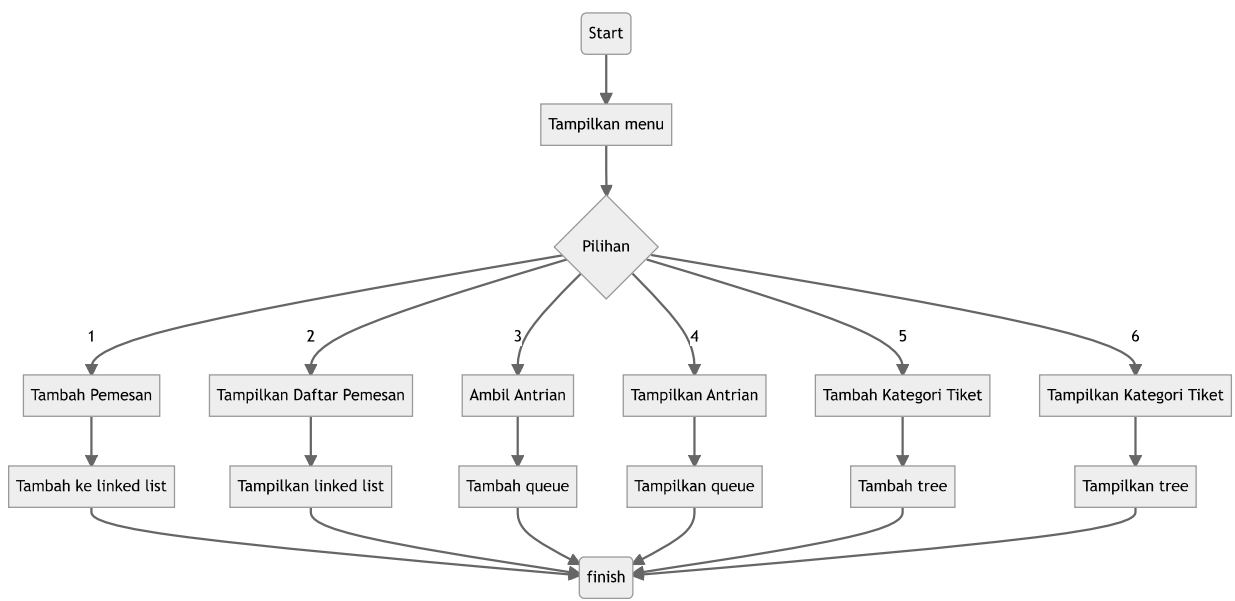 Start
Tampilkan menu
Pilihan
1
2
3
4
5
6
Tambah Pemesan
Tampilkan Daftar Pemesan
Ambil Antrian
Tampilkan Antrian
Tambah Kategori Tiket
Tampilkan Kategori Tiket
Tambah ke linked list
Tampilkan linked list
Tambah queue
Tampilkan queue
Tambah tree
Tampilkan tree
finish